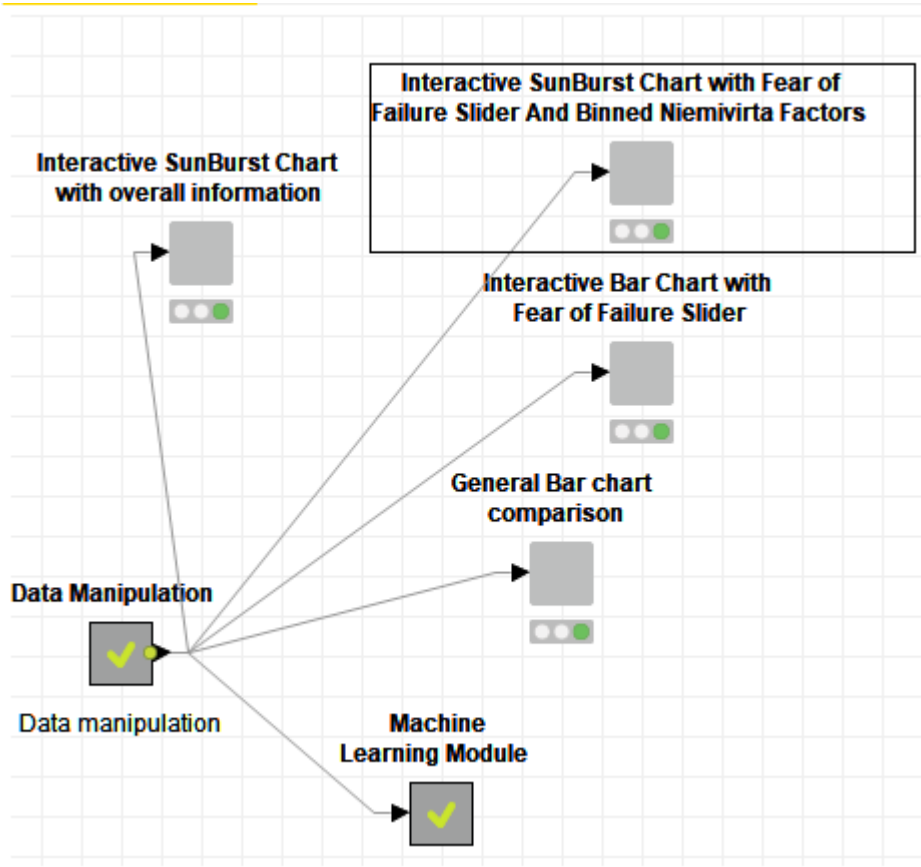 Interactive SunBurst Chart with Fear of
Failure Slider And Binned Niemivirta Factors
Interactive SunBurst Chart
with overall information
Interactive Bar Chart with
Fear of Failure Slider
General Bar chart
comparison
Data Manipulation
Data manipulation
Machine
Learning Module